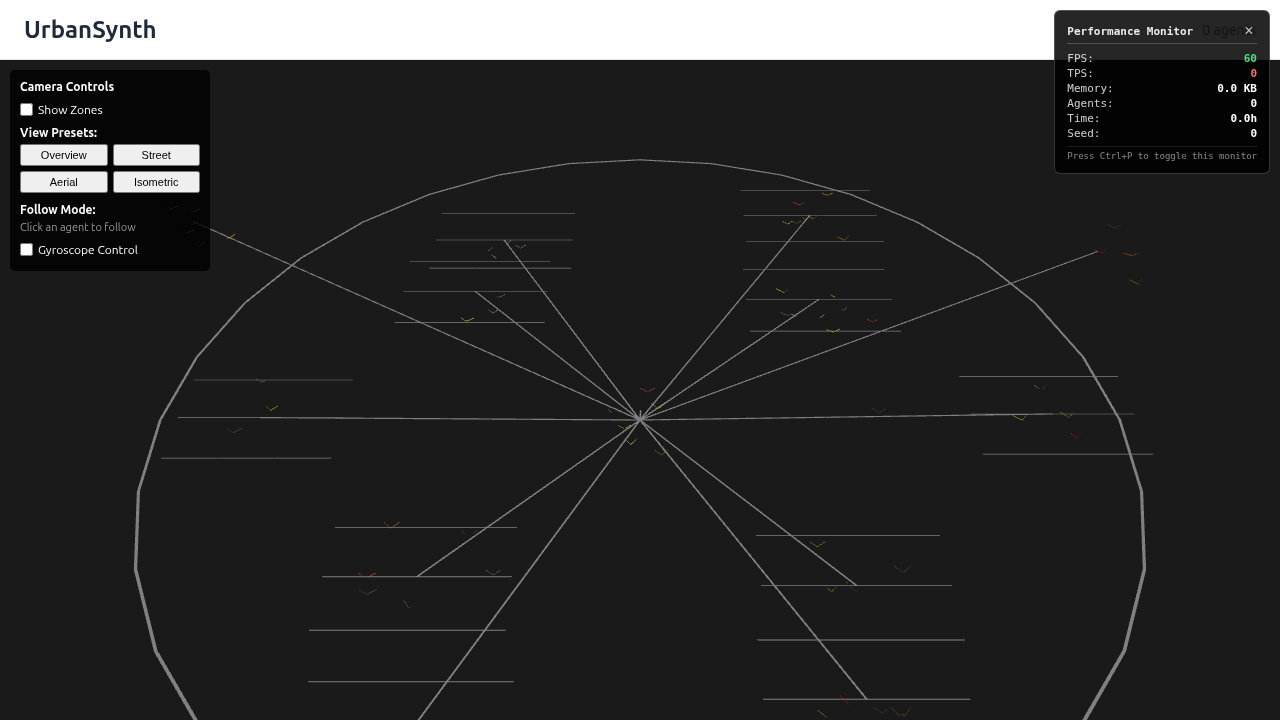 UrbanSynth
0 agents
Performance Monitor ✕
FPS: 60
TPS: 0
Memory: 0.0 KB
Agents: 0
Time: 0.0h
Seed: 0
Press Ctrl+P to toggle this monitor
Camera Controls
Show Zones
View Presets:
Overview Street
Aerial Isometric
Follow Mode:
Click an agent to follow
Gyroscope Control